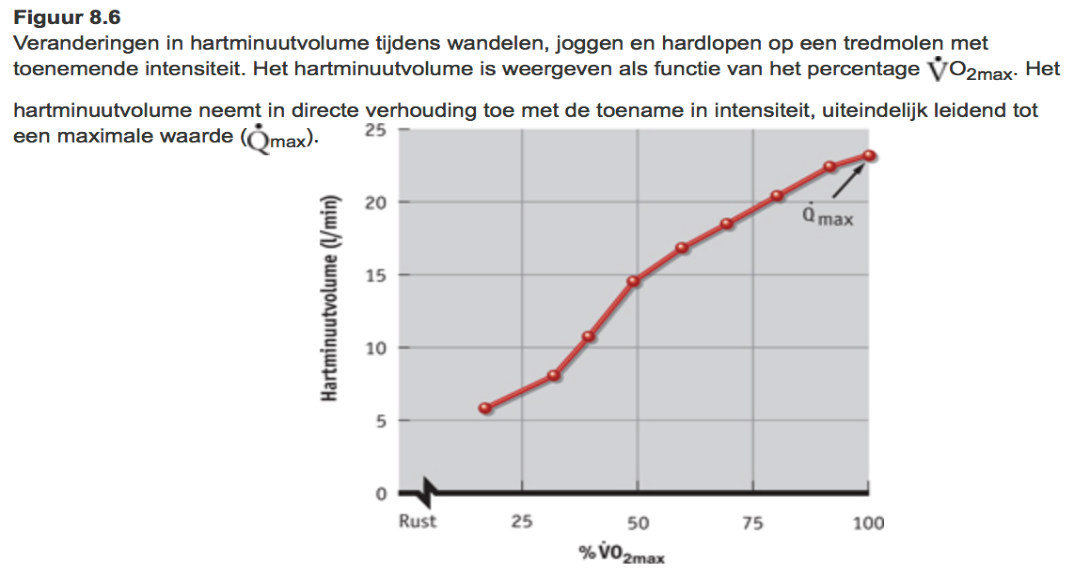 Figuur 8.6
Veranderingen in hartminuutvolume tijdens wandelen, joggen en hardlopen op een tredmolen met
toenemende intensiteit. Het hartminuutvolume is weergeven als functie van het percentage V̇O2max. Het
hartminuutvolume neemt in directe verhouding toe met de toename in intensiteit, uiteindelijk leidend tot
een maximale waarde (Q̇max).
25
20
15
10
5
0
Hartminuutvolume (l/min)
Q̇ max
Rust 25 50 75 100
% V̇O2max